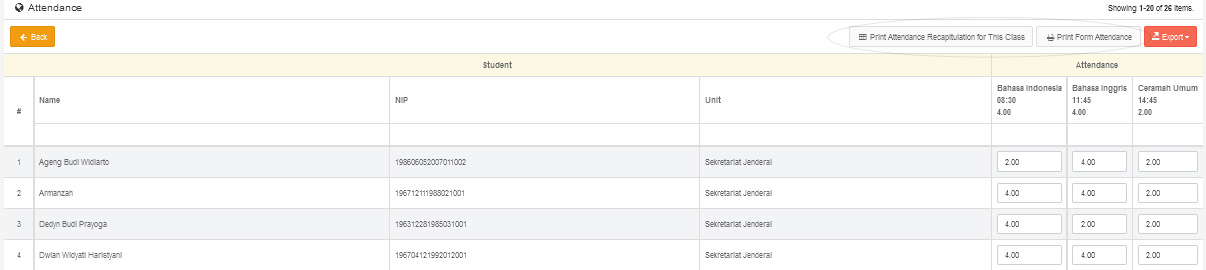 Attendance
Showing 1-20 of 26 items.
Back
Print Attendance Recapitulation for This Class
Print Form Attendance
Export
Student
Attendance
# Name NIP Unit
Bahasa Indonesia 08:30 4.00
Bahasa Inggris 11:45 4.00
Ceramah Umum 14:45 2.00
1 Ageng Budi Widiarto 198606052007011002 Sekretariat Jenderal 2.00 4.00 2.00
2 Armanzah 196712111988021001 Sekretariat Jenderal 4.00 4.00 2.00
3 Dedyn Budi Prayoga 196312281985031001 Sekretariat Jenderal 4.00 2.00 2.00
4 Dwian Widyati Haristyani 196704121992012001 Sekretariat Jenderal 4.00 4.00 2.00